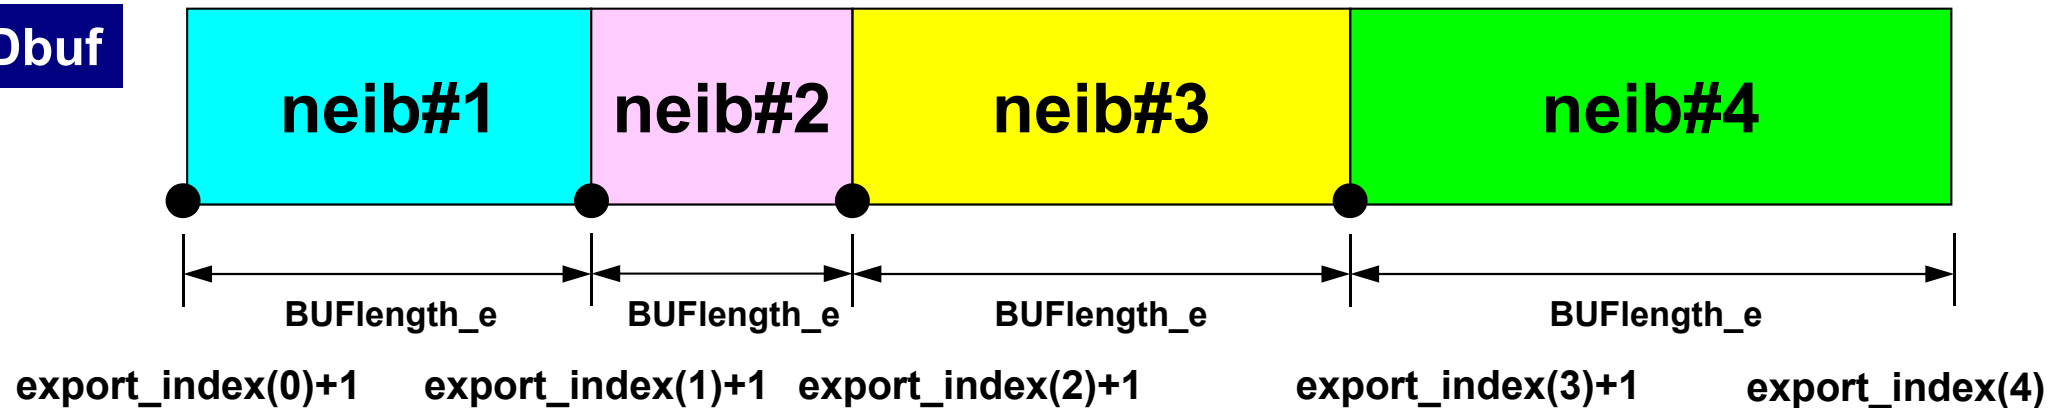 Dbuf
neib#1 neib#2 neib#3 neib#4
BUFlength_e BUFlength_e BUFlength_e BUFlength_e
export_index(0)+1 export_index(1)+1 export_index(2)+1 export_index(3)+1 export_index(4)